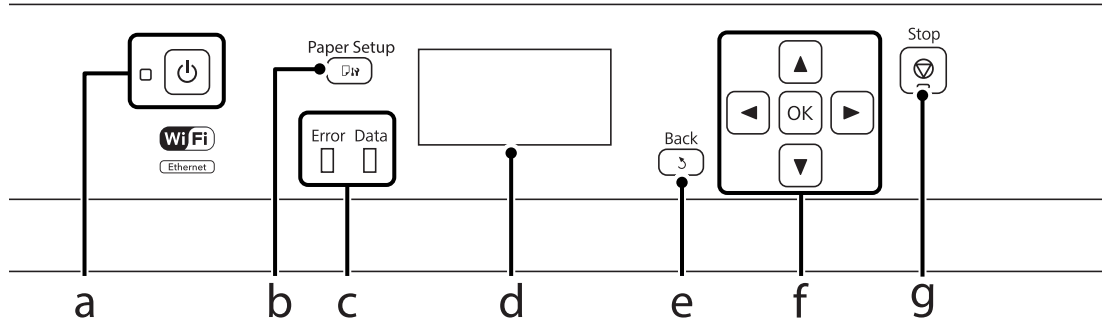 Stop
Paper Setup
Error Data
OK
Back
WiFi
Ethernet
a b c d e f g